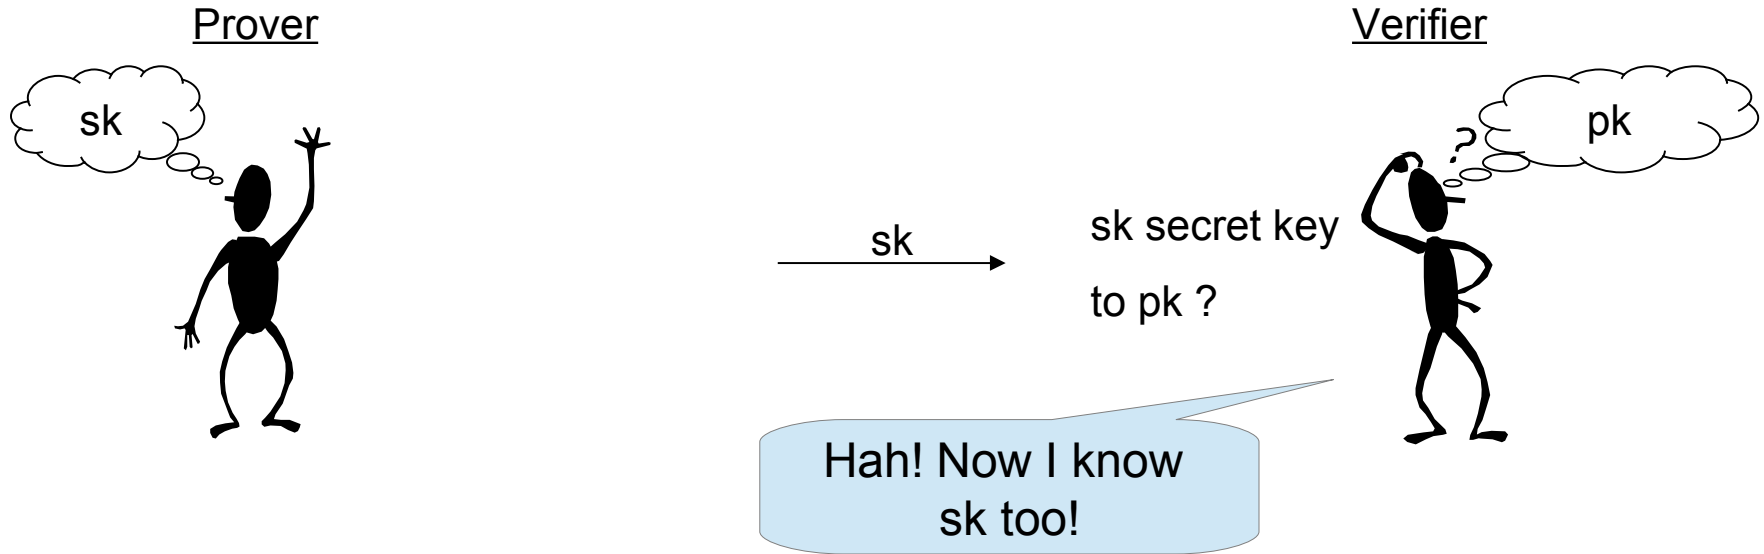 Prover
Verifier
sk
pk
?
sk
sk secret key
to pk ?
Hah! Now I know
sk too!